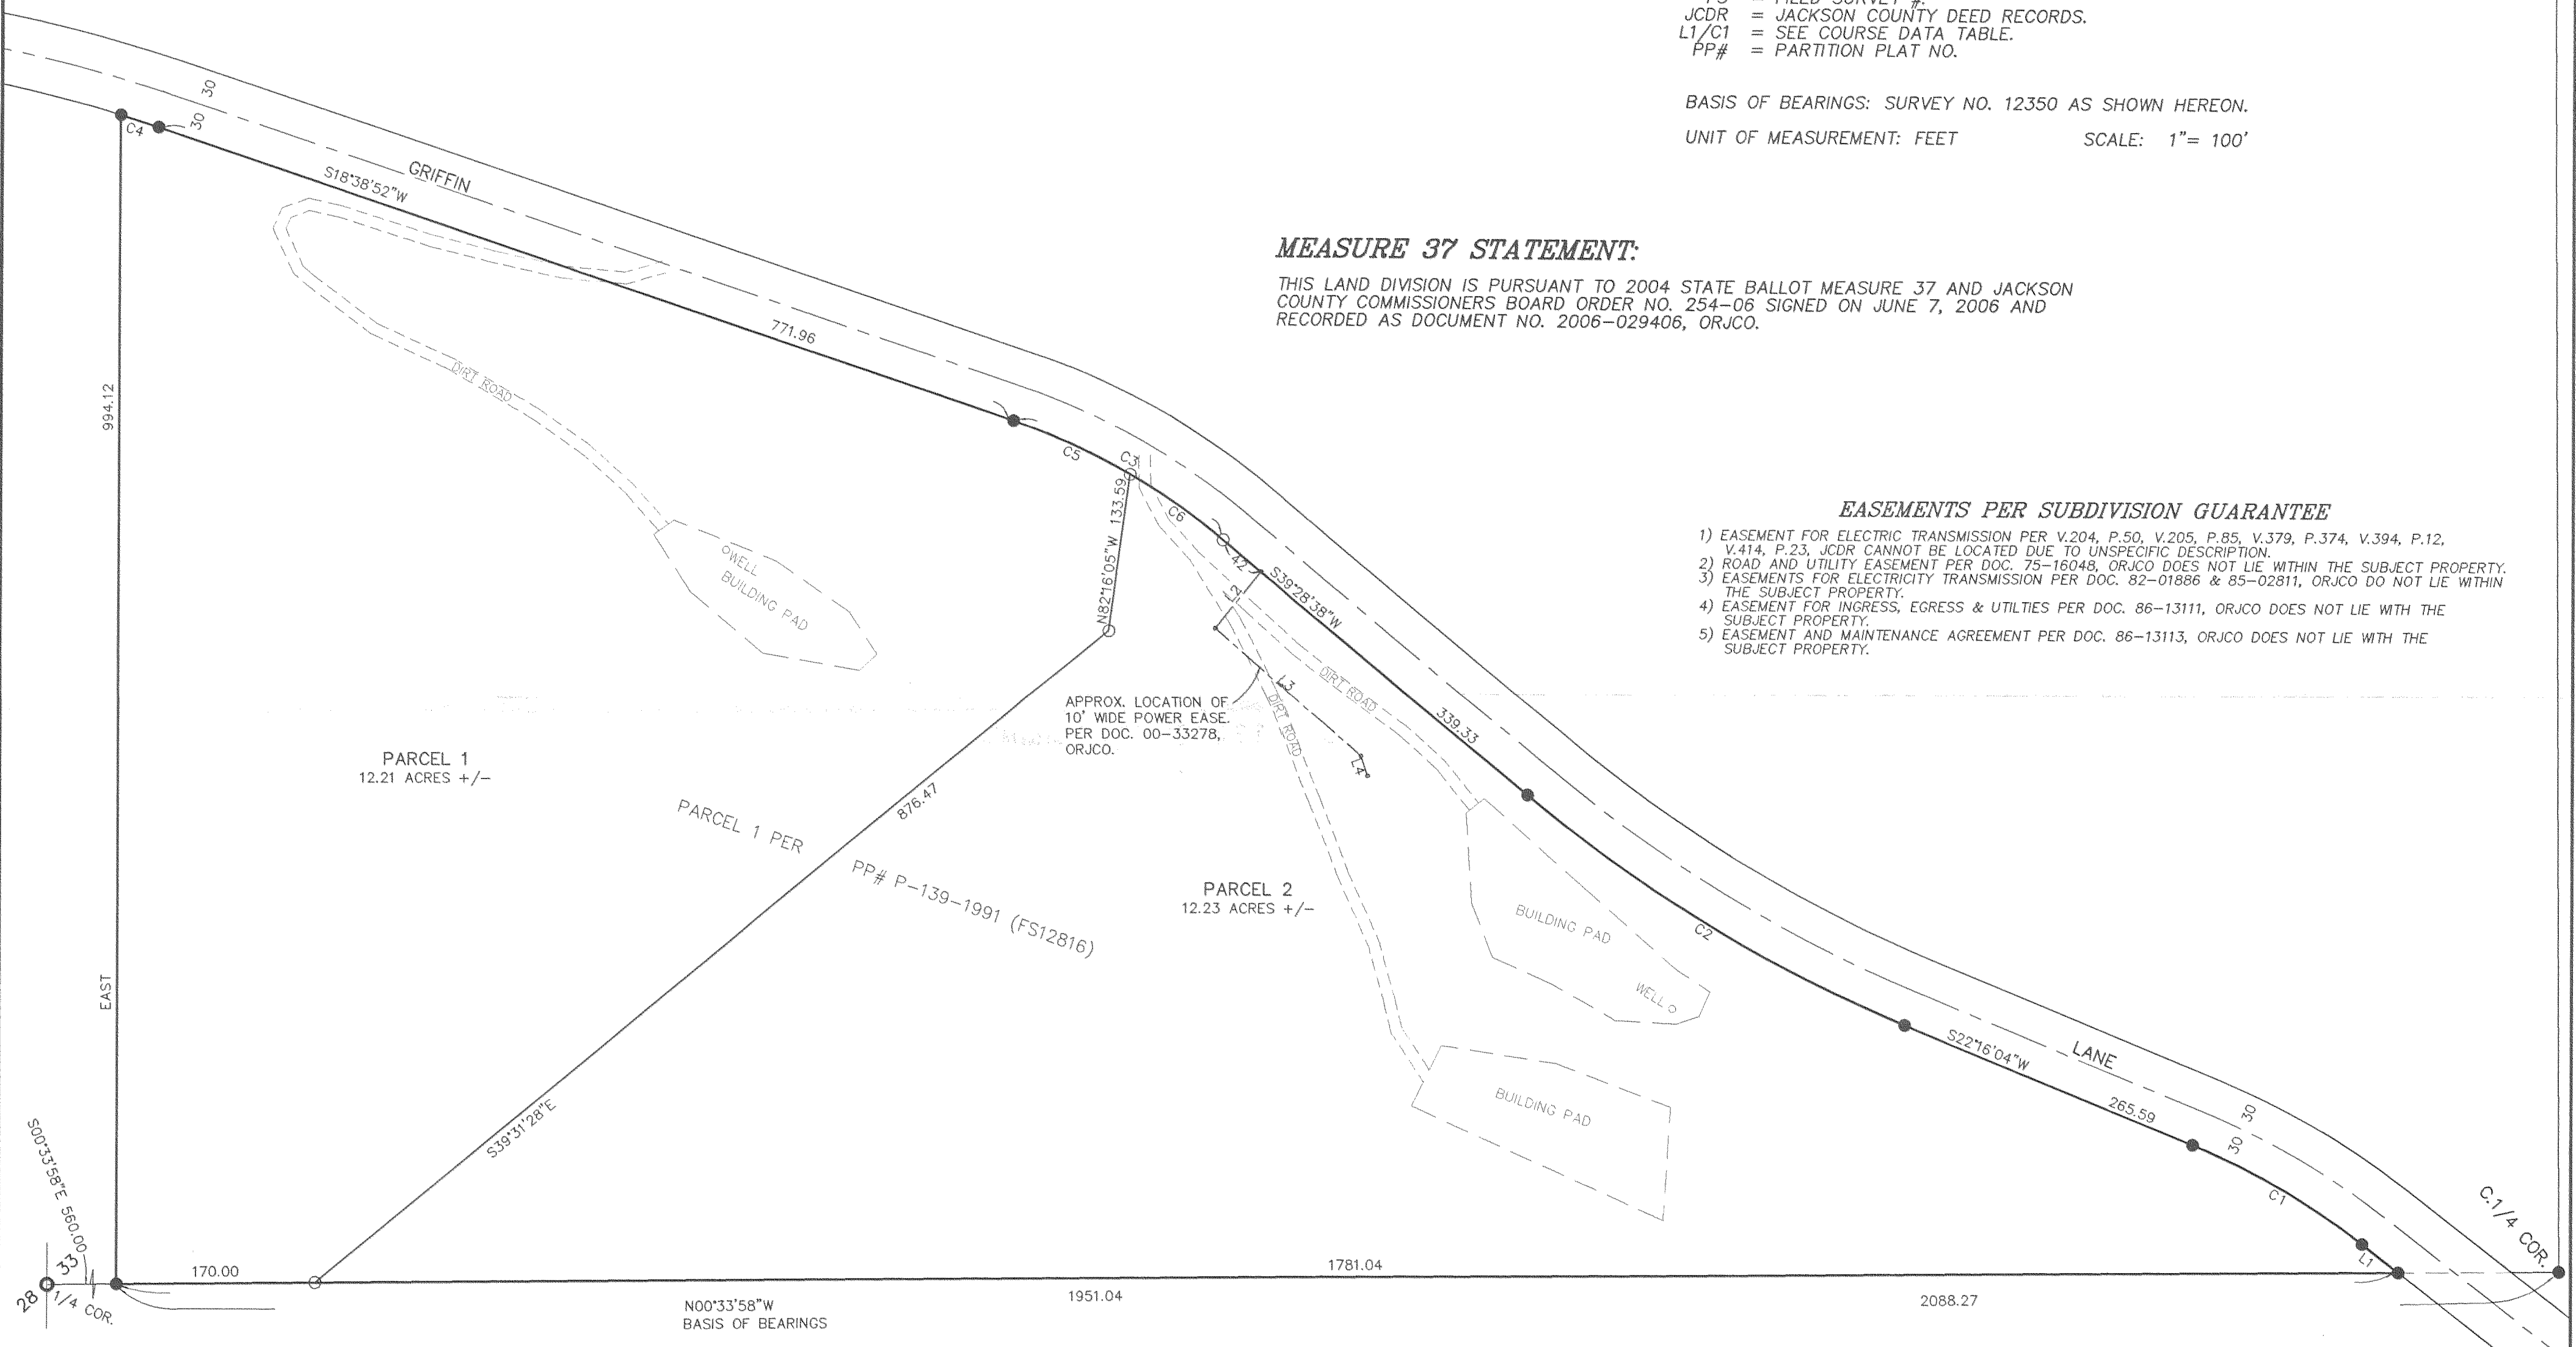 JCDR = JACKSON COUNTY DEED RECORDS.
L1/C1 = SEE COURSE DATA TABLE.
PP# = PARTITION PLAT NO.
BASIS OF BEARINGS: SURVEY NO. 12350 AS SHOWN HEREON.
UNIT OF MEASUREMENT: FEET SCALE: 1"= 100'
MEASURE 37 STATEMENT:
THIS LAND DIVISION IS PURSUANT TO 2004 STATE BALLOT MEASURE 37 AND JACKSON
COUNTY COMMISSIONERS BOARD ORDER NO. 254-06 SIGNED ON JUNE 7, 2006 AND
RECORDED AS DOCUMENT NO. 2006-029406, ORJCO.
EASEMENTS PER SUBDIVISION GUARANTEE
1) EASEMENT FOR ELECTRIC TRANSMISSION PER V.204, P.50, V.205, P.85, V.379, P.374, V.394, P.12,
V.414, P.23, JCDR CANNOT BE LOCATED DUE TO UNSPECIFIC DESCRIPTION.
2) ROAD AND UTILITY EASEMENT PER DOC. 75-16048, ORJCO DOES NOT LIE WITHIN THE SUBJECT PROPERTY.
3) EASEMENTS FOR ELECTRICITY TRANSMISSION PER DOC. 82-01886 & 85-02811, ORJCO DO NOT LIE WITHIN
THE SUBJECT PROPERTY.
4) EASEMENT FOR INGRESS, EGRESS & UTILTIES PER DOC. 86-13111, ORJCO DOES NOT LIE WITH THE
SUBJECT PROPERTY.
5) EASEMENT AND MAINTENANCE AGREEMENT PER DOC. 86-13113, ORJCO DOES NOT LIE WITH THE
SUBJECT PROPERTY.
30
30
C4
GRIFFIN
S18°38'52"W
771.96
994.12
EAST
DIRT ROAD
WELL
BUILDING PAD
C5
C3
133.59
N82°16'05"W
C6
42
L2
S39°28'38"W
339.33
DIRT ROAD
L3
DIRT ROAD
L4
APPROX. LOCATION OF
10' WIDE POWER EASE.
PER DOC. 00-33278,
ORJCO.
PARCEL 1
12.21 ACRES +/-
876.47
PARCEL 1 PER
PP# P-139-1991 (FS12816)
PARCEL 2
12.23 ACRES +/-
BUILDING PAD
WELL
C2
BUILDING PAD
S22°16'04"W
LANE
265.59
30
30
C1
L1
C.1/4 COR.
S39°31'28"E
S00°33'58"E 560.00
33
28
1/4 COR.
170.00
1781.04
N00°33'58"W
BASIS OF BEARINGS
1951.04
2088.27